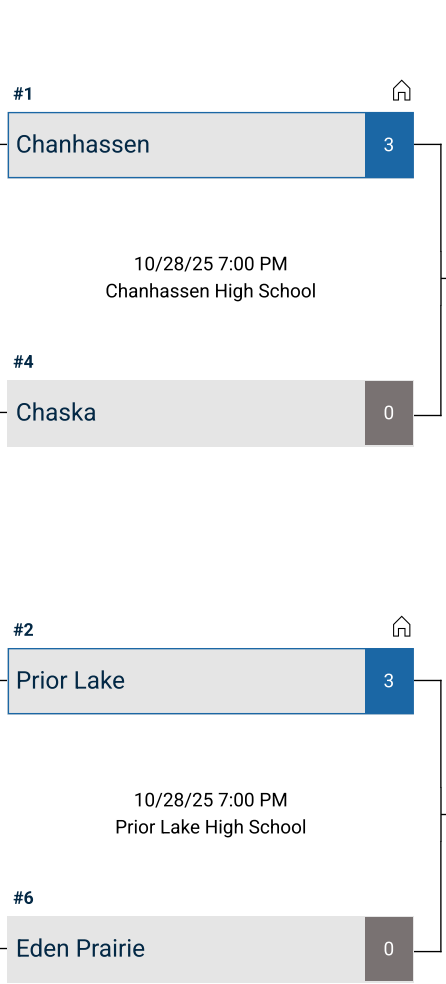 #1
Chanhassen 3
10/28/25 7:00 PM
Chanhassen High School
#4
Chaska 0
#2
Prior Lake 3
10/28/25 7:00 PM
Prior Lake High School
#6
Eden Prairie 0